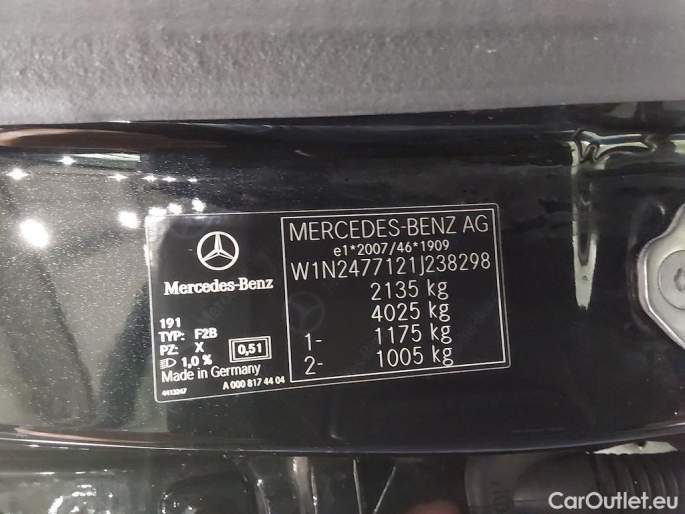 Mercedes-Benz
191
TYP: F2B
PZ: X
1,0 %
0,51
Made in Germany
4413247
A 000 817 44 04
MERCEDES-BENZ AG
e1*2007/46*1909
W1N2477121J238298
2135 kg
4025 kg
1- 1175 kg
2- 1005 kg
CarOutlet.eu